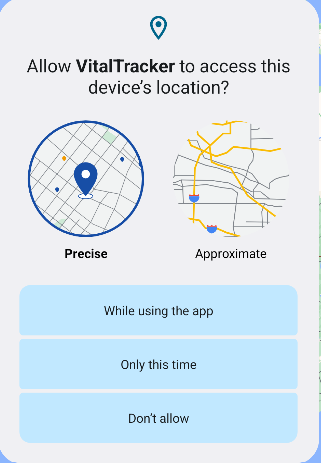 Allow VitalTracker to access this
device’s location?
Precise
Approximate
While using the app
Only this time
Don’t allow